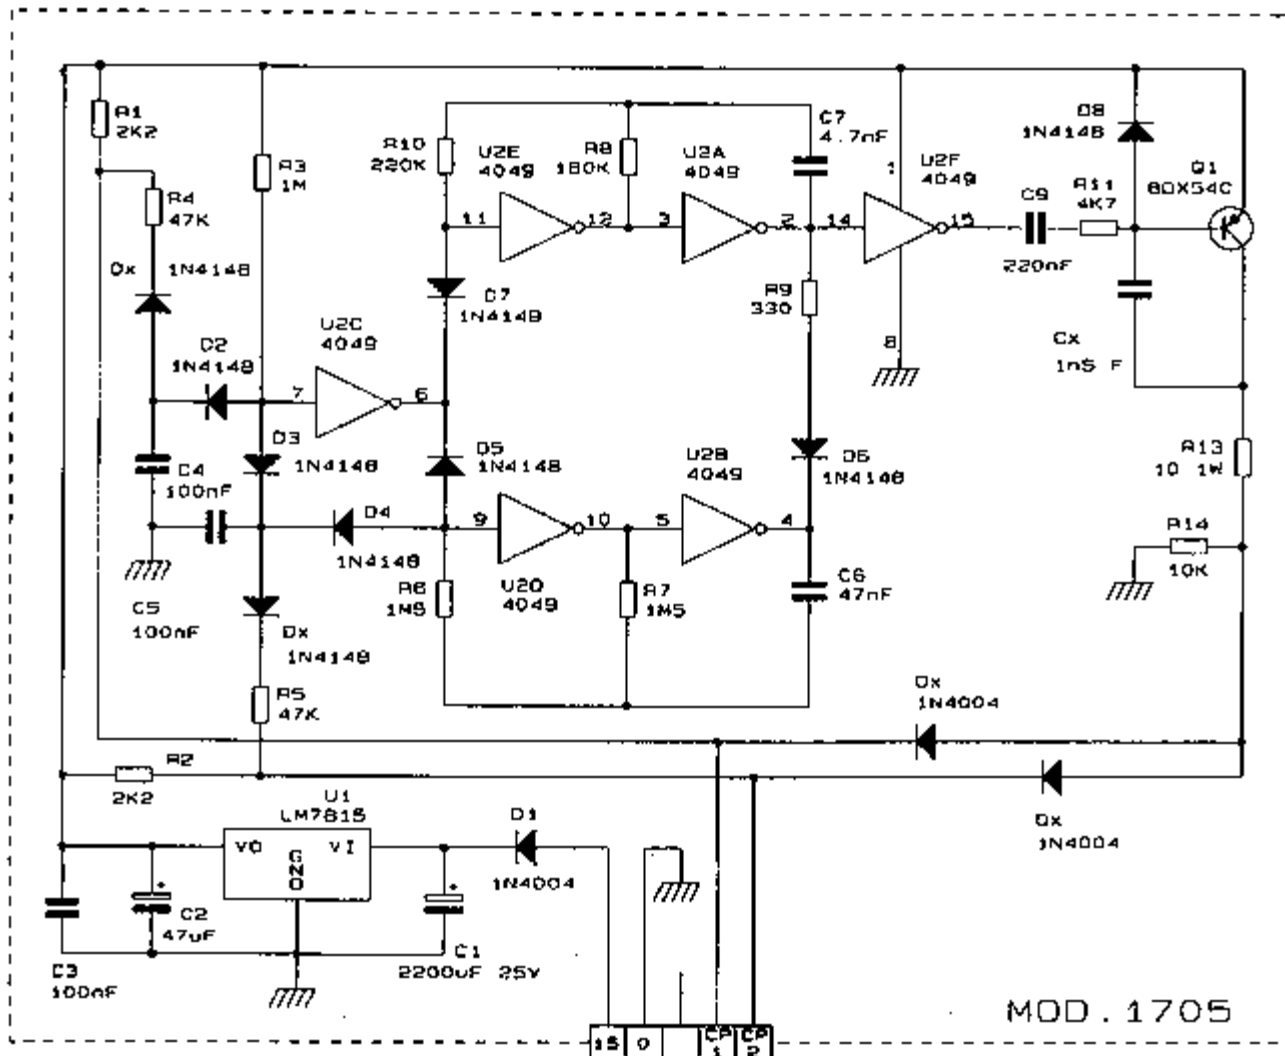 R1
2K2
R3
1M
R4
47K
Dx
1N4148
D2
1N4148
U2C
4049
7
6
D3
1N4148
C4
100nF
D4
1N4148
C5
100nF
Dx
1N4148
R5
47K
R2
2K2
R10
220K
U2E
4049
11
12
R8
180K
U2A
4049
3
2
C7
4.7nF
U2F
4049
1
14
15
8
D7
1N4148
R9
330
D5
1N4148
U2B
4049
D6
1N4148
9
10
5
4
U2D
4049
R6
1M5
R7
1M5
C6
47nF
C9
220nF
R11
4K7
D8
1N4148
Q1
BDX54C
Cx
1n5 F
R13
10 1W
R14
10K
Dx
1N4004
Dx
1N4004
U1
LM7815
VO
GND
VI
D1
1N4004
C3
100nF
+
C2
47uF
+
C1
2200uF 25V
15
0
CP
1
CP
2
MOD. 1705